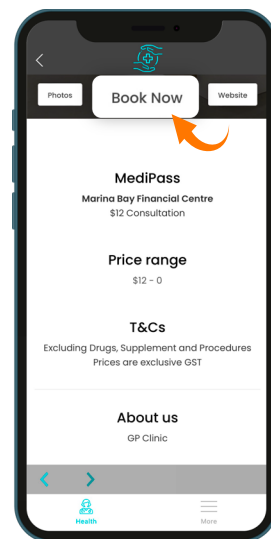 Photos
Book Now
Website
MediPass
Marina Bay Financial Centre
$12 Consultation
Price range
$12 - 0
T&Cs
Excluding Drugs, Supplement and Procedures
Prices are exclusive GST
About us
GP Clinic
Health
More